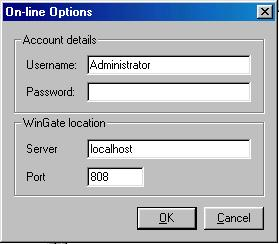 On-line Options
Account details
Username: Administrator
Password:
WinGate location
Server localhost
Port 808
OK Cancel